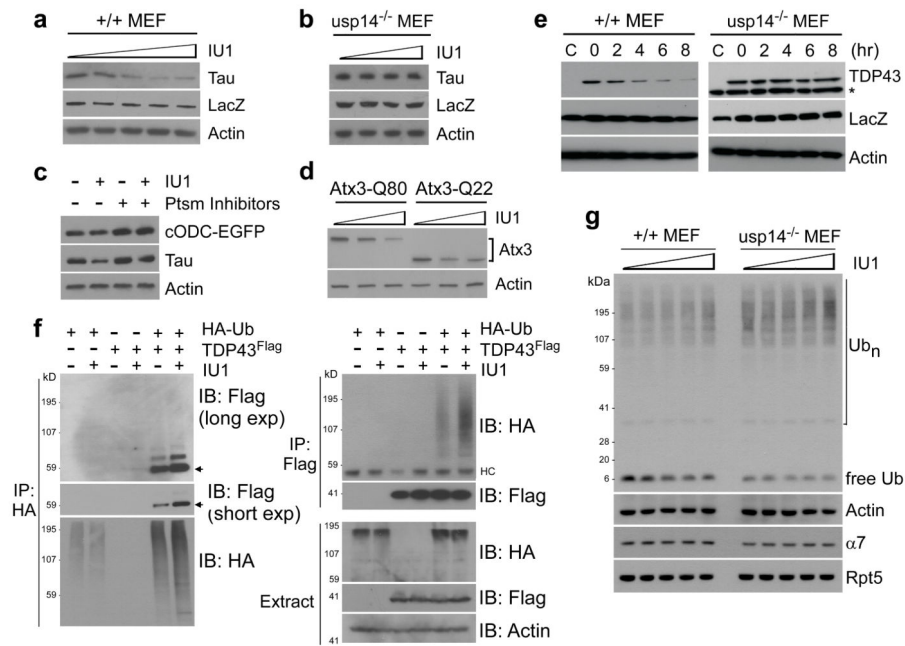 a
+/+ MEF
IU1
Tau
LacZ
Actin
b
usp14-/- MEF
IU1
Tau
LacZ
Actin
c
- + - + IU1
- - + + Ptsm Inhibitors
cODC-EGFP
Tau
Actin
d
Atx3-Q80 Atx3-Q22
IU1
Atx3
Actin
e
+/+ MEF usp14-/- MEF
C 0 2 4 6 8 C 0 2 4 6 8 (hr)
TDP43
*
LacZ
Actin
f
+ + - - + + HA-Ub
- - + + + + TDP43Flag
- + - + - + IU1
kD
195
107
59
IB: Flag
(long exp)
IP:
HA
59
IB: Flag
(short exp)
195
107
59
IB: HA
+ + - - + + HA-Ub
- - + + + + TDP43Flag
- + - + - + IU1
kD
195
107
59
IB: HA
HC
IP:
Flag
41
IB: Flag
195
107
59
IB: HA
Extract
IB: Flag
41
IB: Actin
g
+/+ MEF usp14-/- MEF
IU1
kDa
195
107
59
41
28
12
6
Ubn
free Ub
Actin
α7
Rpt5